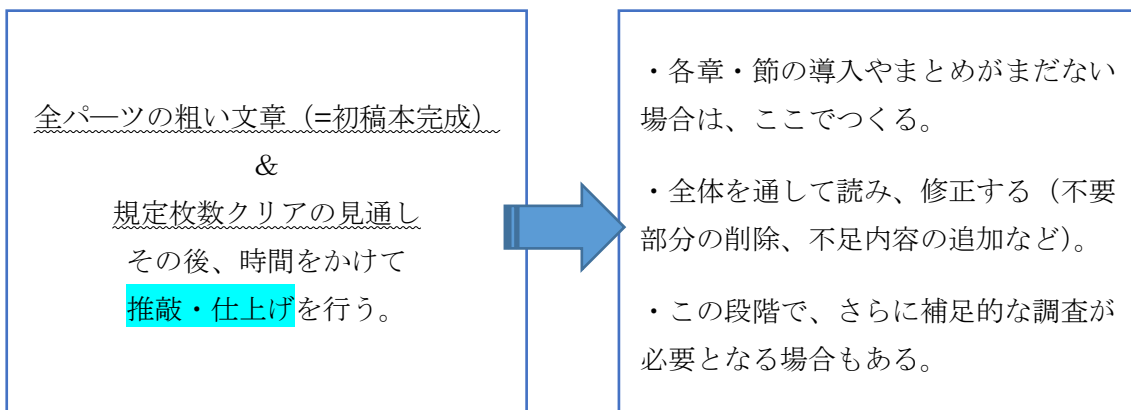 全パ―ツの粗い文章（=初稿本完成）
＆
規定枚数クリアの見通し
その後、時間をかけて
推敲・仕上げを行う。
・各章・節の導入やまとめがまだない
場合は、ここでつくる。
・全体を通して読み、修正する（不要
部分の削除、不足内容の追加など）。
・この段階で、さらに補足的な調査が
必要となる場合もある。